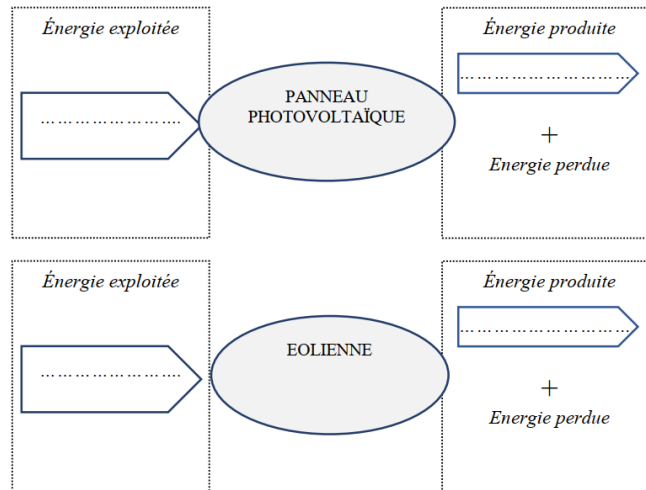 Énergie exploitée
Énergie produite
…………………….
PANNEAU
PHOTOVOLTAÏQUE
…………………………
+
Energie perdue
Énergie exploitée
Énergie produite
…………………….
EOLIENNE
…………………………
+
Energie perdue